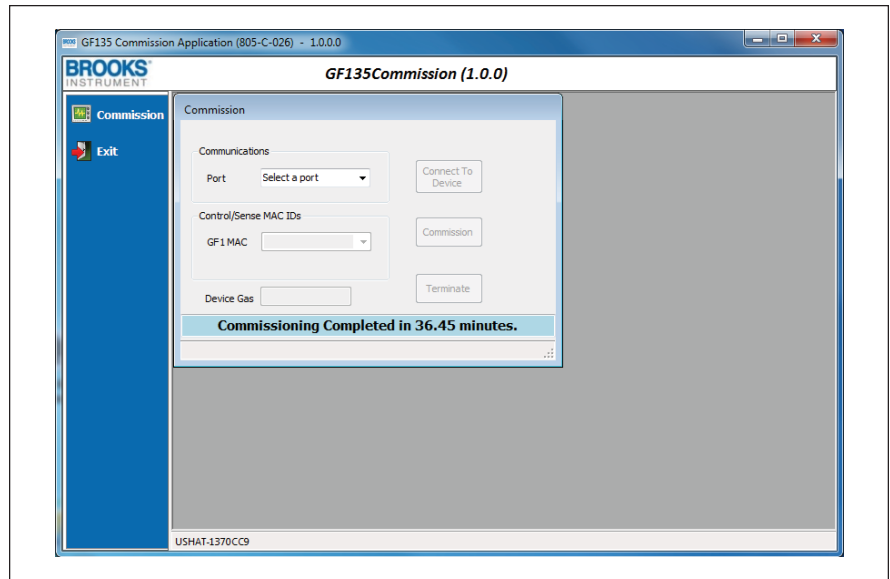 GF135 Commission Application (805-C-026) - 1.0.0.0
BROOKS
INSTRUMENT
GF135Commission (1.0.0)
Commission
Exit
Commission
Communications
Port Select a port
Connect To
Device
Control/Sense MAC IDs
GF1 MAC
Commission
Device Gas
Terminate
Commissioning Completed in 36.45 minutes.
USHAT-1370CC9